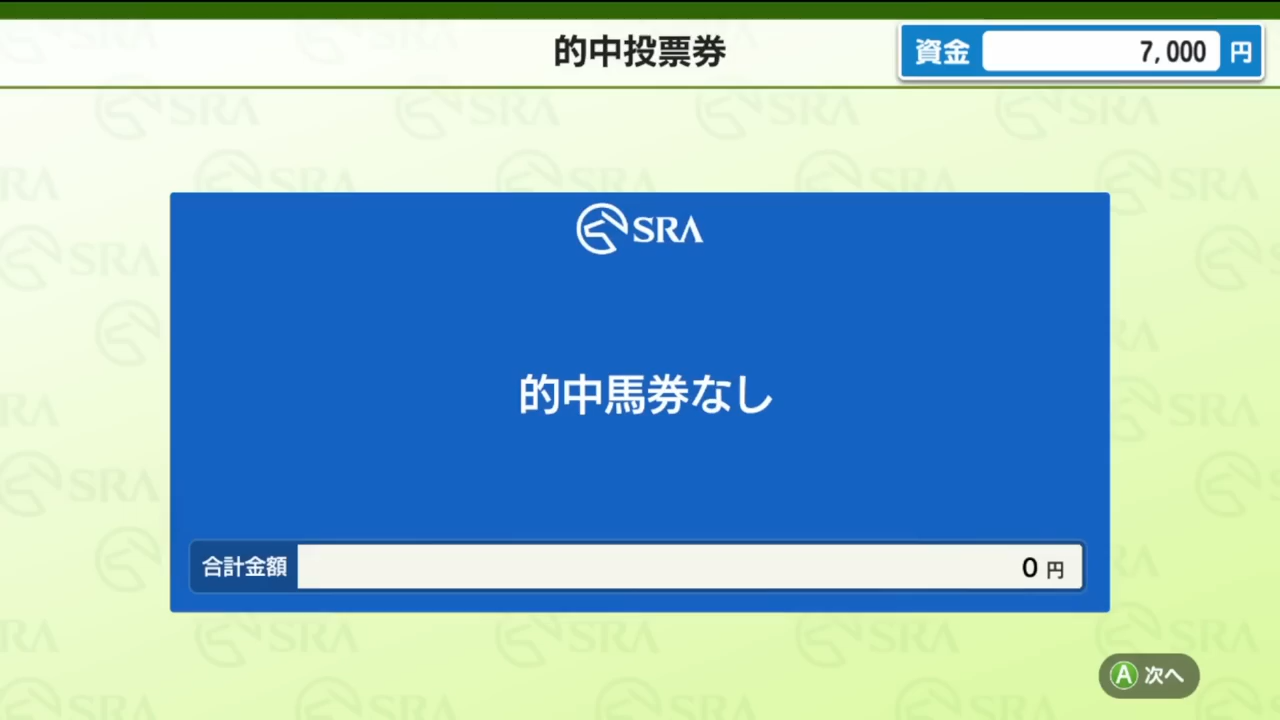 的中投票券
資金 7,000 円
SRA
的中馬券なし
合計金額 0 円
A 次へ